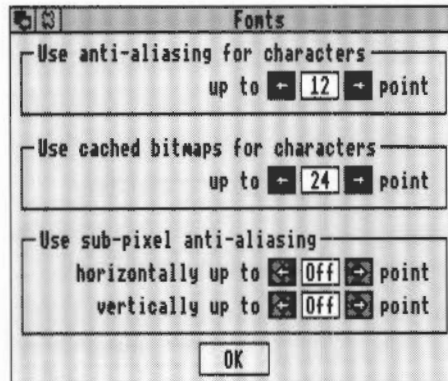 Fonts
Use anti-aliasing for characters
up to ← 12 → point
Use cached bitmaps for characters
up to ← 24 → point
Use sub-pixel anti-aliasing
horizontally up to ← Off → point
vertically up to ← Off → point
OK